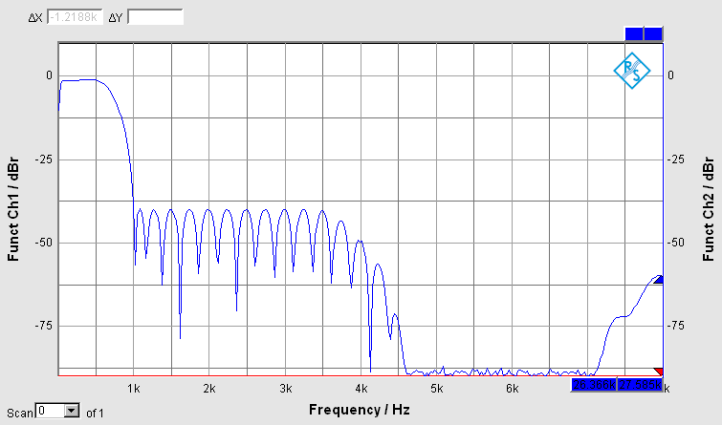 ΔX -1.2188k ΔY
0 0
-25 -25
-50 -50
-75 -75
Funct Ch1 / dBr
Funct Ch2 / dBr
R S
1k 2k 3k 4k 5k 6k k
Frequency / Hz
Scan 0 of 1